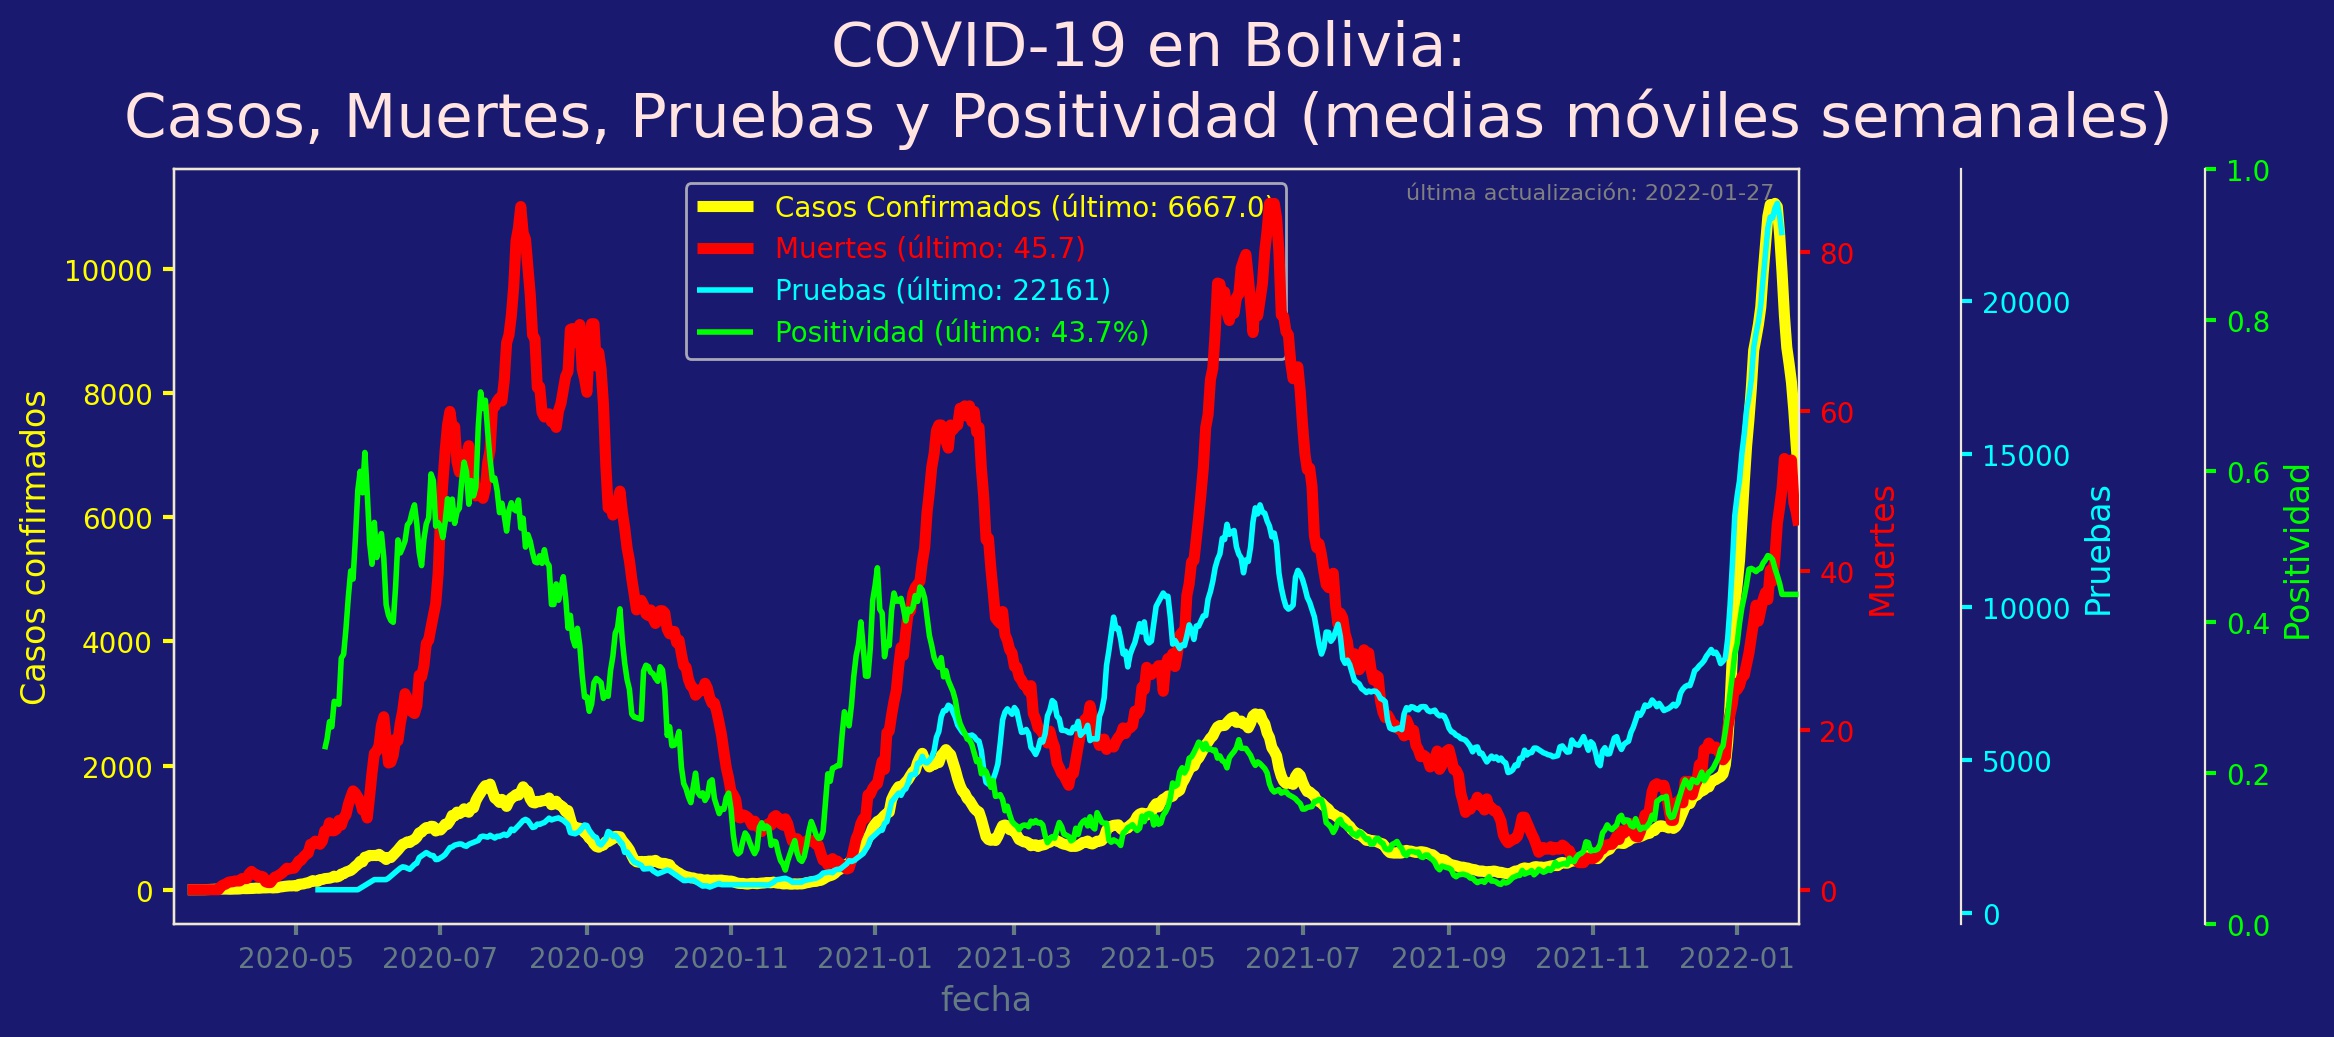 COVID-19 en Bolivia:
Casos, Muertes, Pruebas y Positividad (medias móviles semanales)
última actualización: 2022-01-27
Casos Confirmados (último: 6667.0)
Muertes (último: 45.7)
Pruebas (último: 22161)
Positividad (último: 43.7%)
Casos confirmados
10000
8000
6000
4000
2000
0
Muertes
80
60
40
20
0
Pruebas
20000
15000
10000
5000
0
Positividad
1.0
0.8
0.6
0.4
0.2
0.0
2020-05 2020-07 2020-09 2020-11 2021-01 2021-03 2021-05 2021-07 2021-09 2021-11 2022-01
fecha